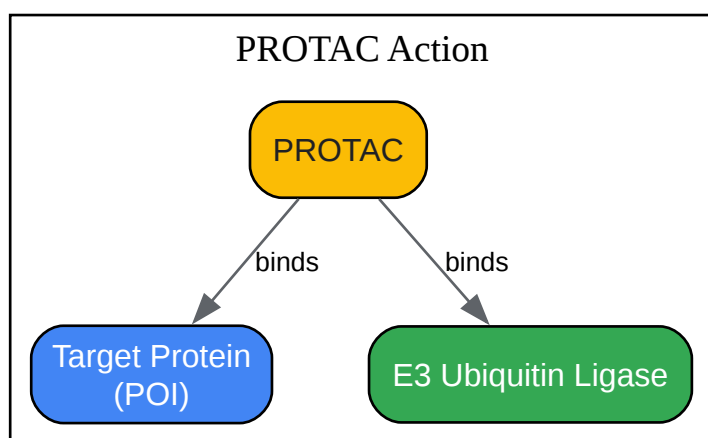 PROTAC Action
PROTAC
binds
binds
Target Protein
(POI)
E3 Ubiquitin Ligase